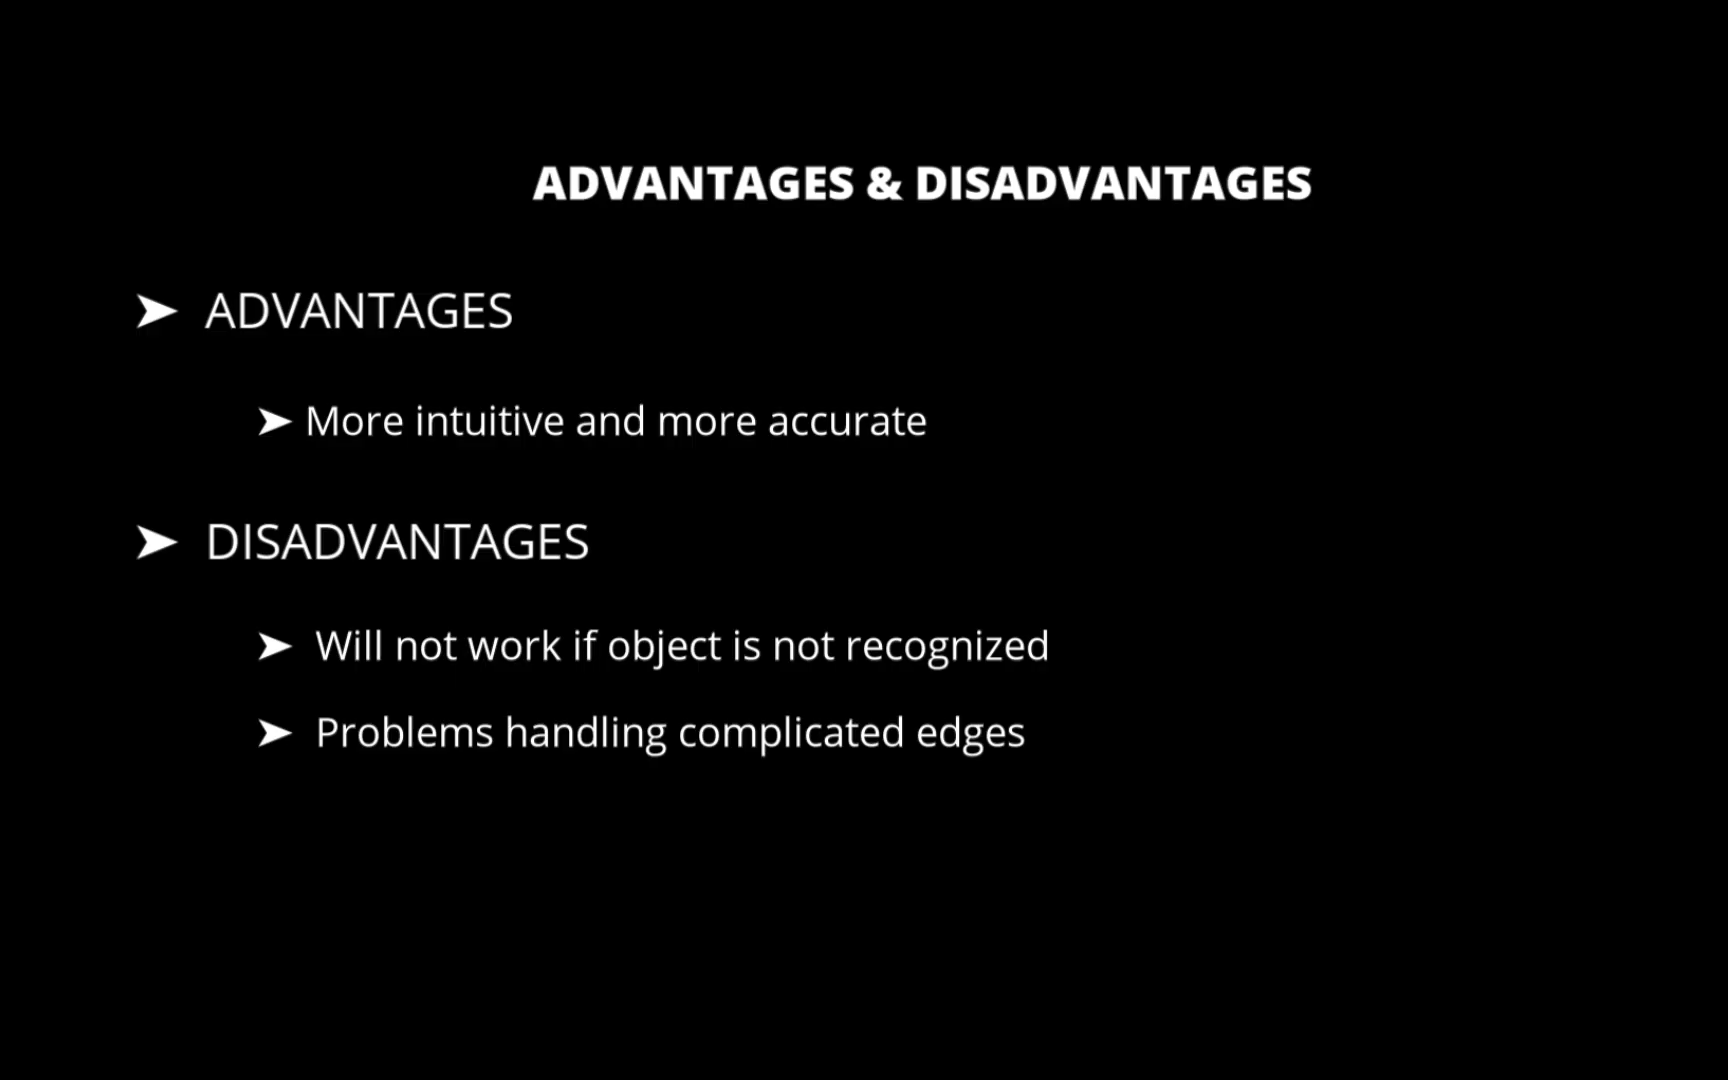 ADVANTAGES & DISADVANTAGES
➤ ADVANTAGES
➤ More intuitive and more accurate
➤ DISADVANTAGES
➤ Will not work if object is not recognized
➤ Problems handling complicated edges